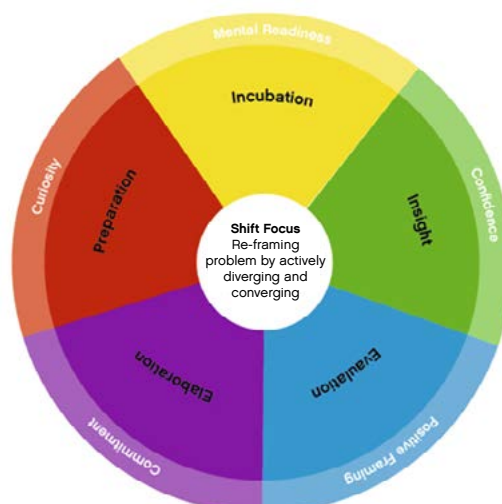 Mental Readiness
Incubation
Confidence
Insight
Positive Framing
Evaulation
Commitment
Elaboration
Curiosity
Preparation
Shift Focus
Re-framing
problem by actively
diverging and
converging